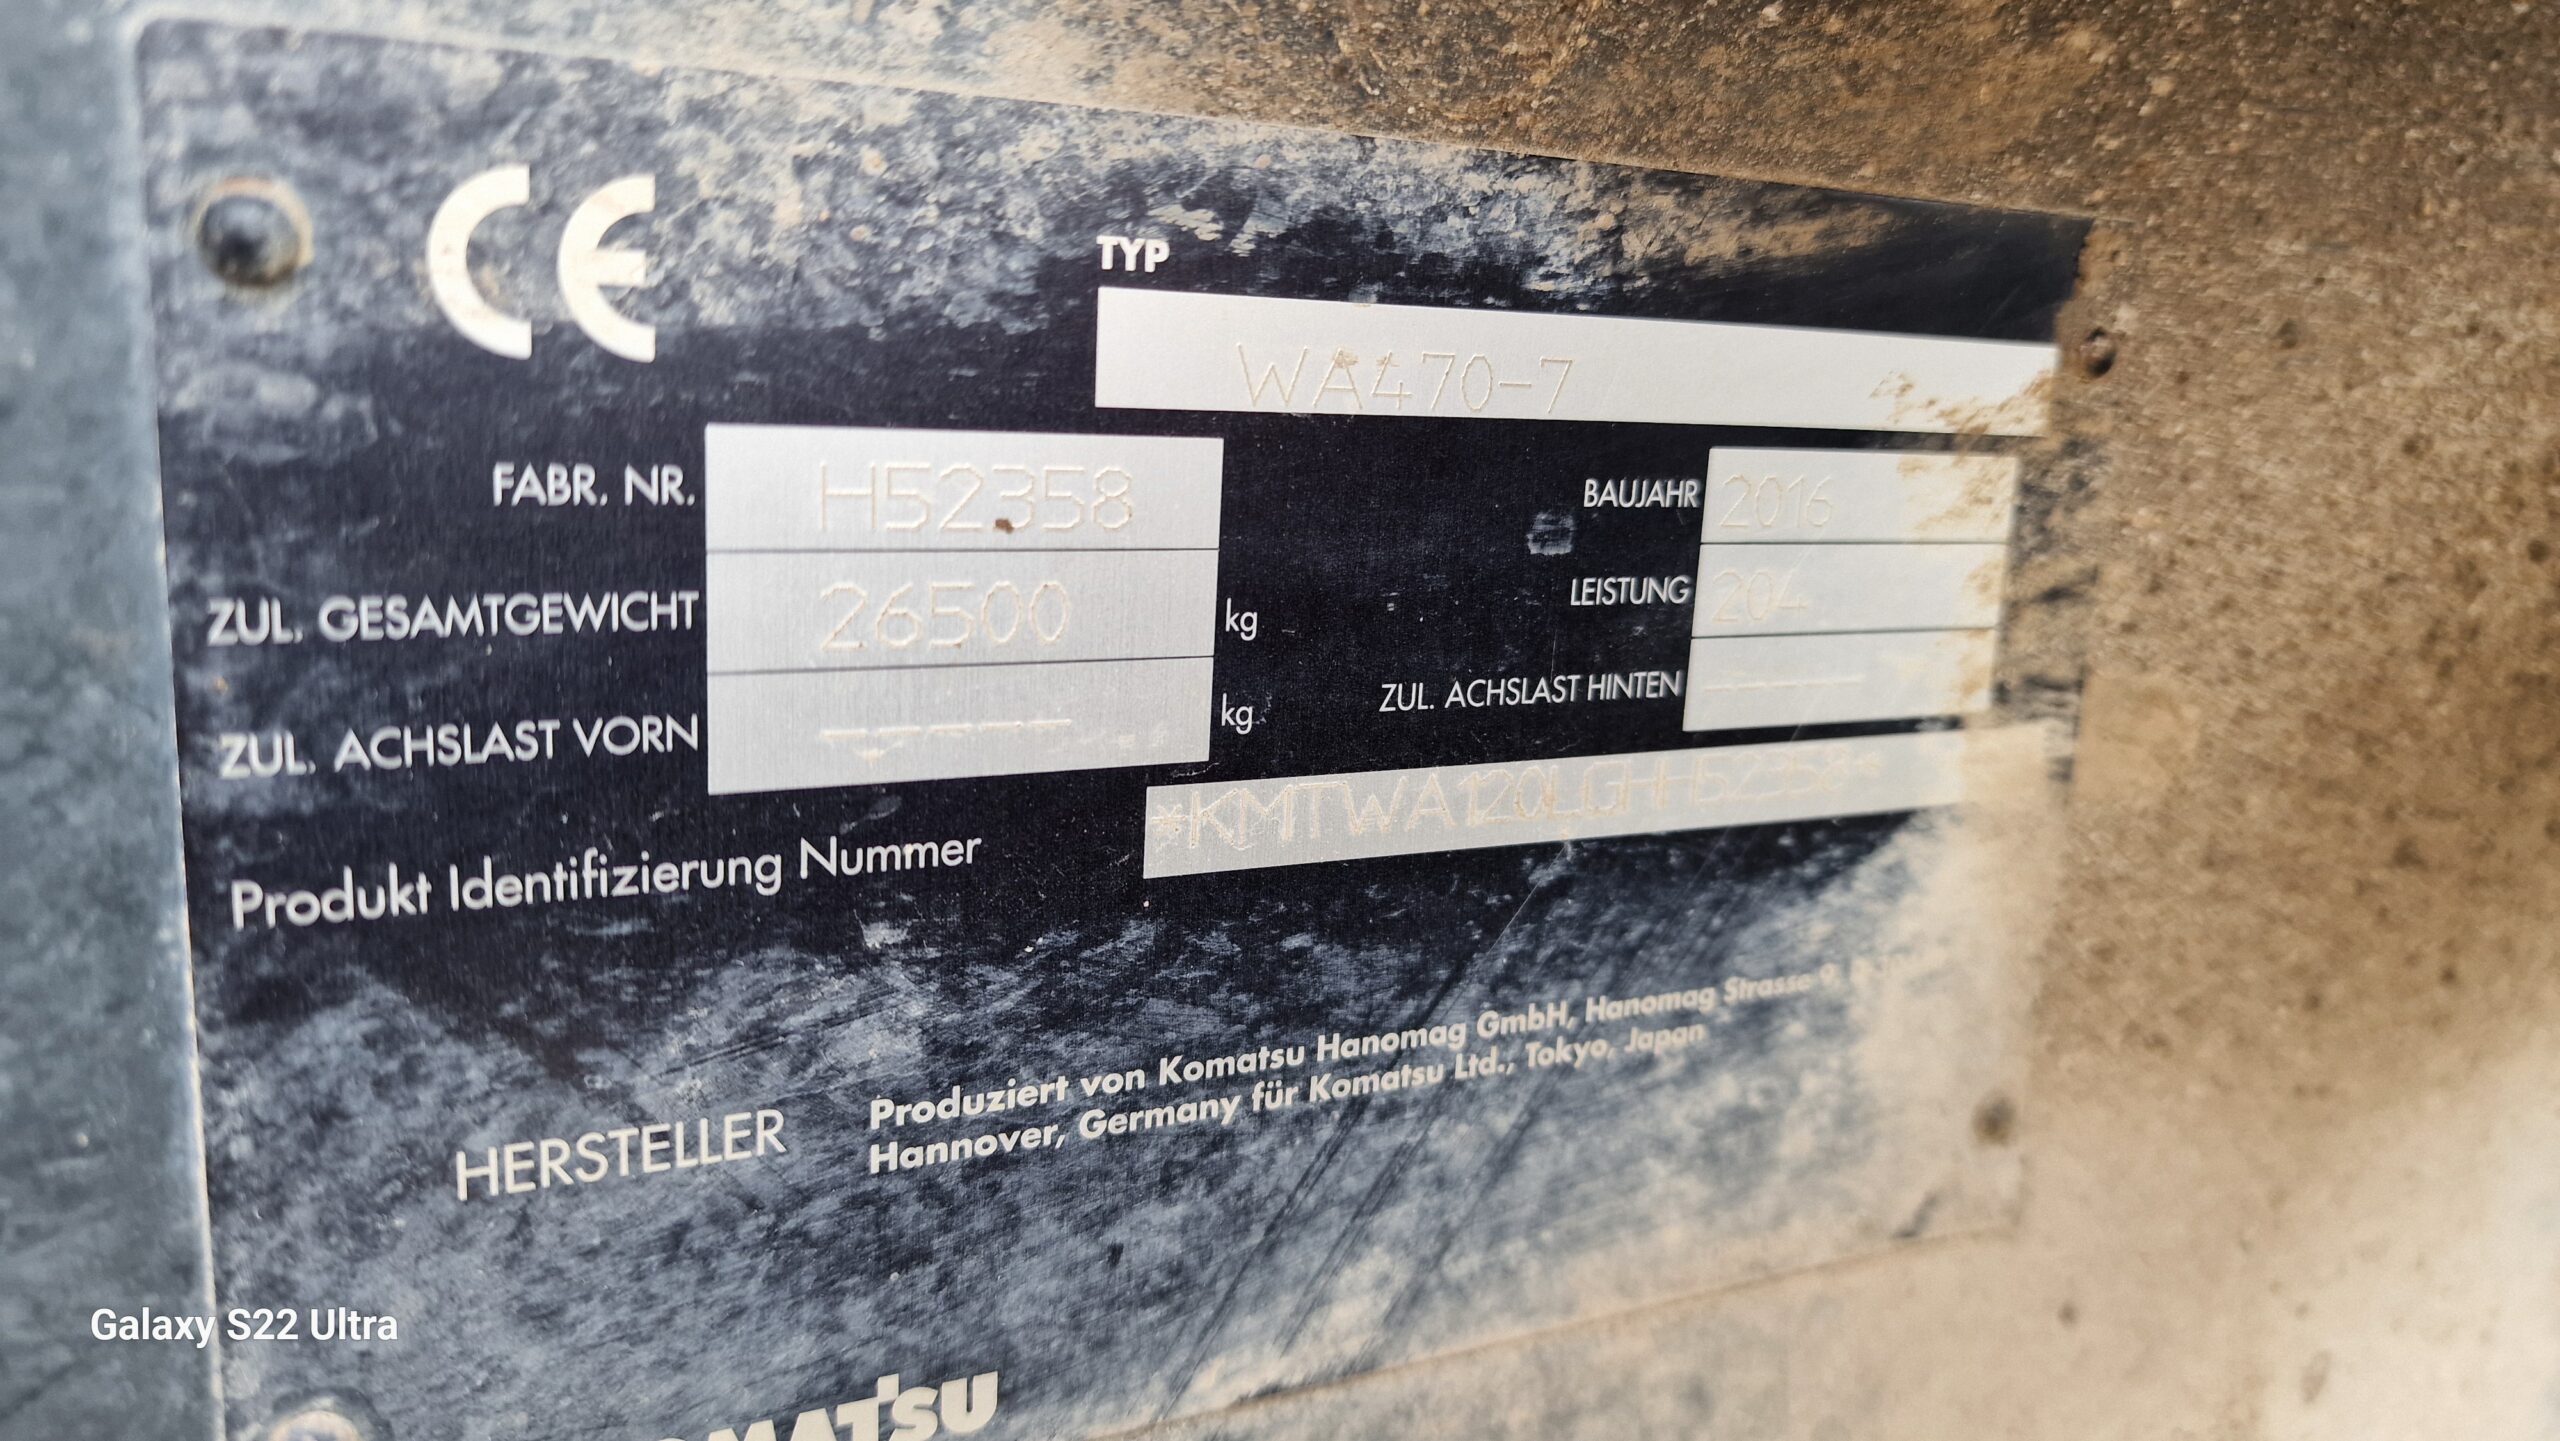 CE
TYP
WA470-7
FABR. NR. H52358
BAUJAHR 2016
ZUL. GESAMTGEWICHT 26500 kg
LEISTUNG 204
ZUL. ACHSLAST VORN ----- kg
ZUL. ACHSLAST HINTEN -----
Produkt Identifizierung Nummer *KMTWA120LGHH52358*
HERSTELLER
Produziert von Komatsu Hanomag GmbH, Hanomag Strasse 9,
Hannover, Germany für Komatsu Ltd., Tokyo, Japan
KOMATSU
Galaxy S22 Ultra